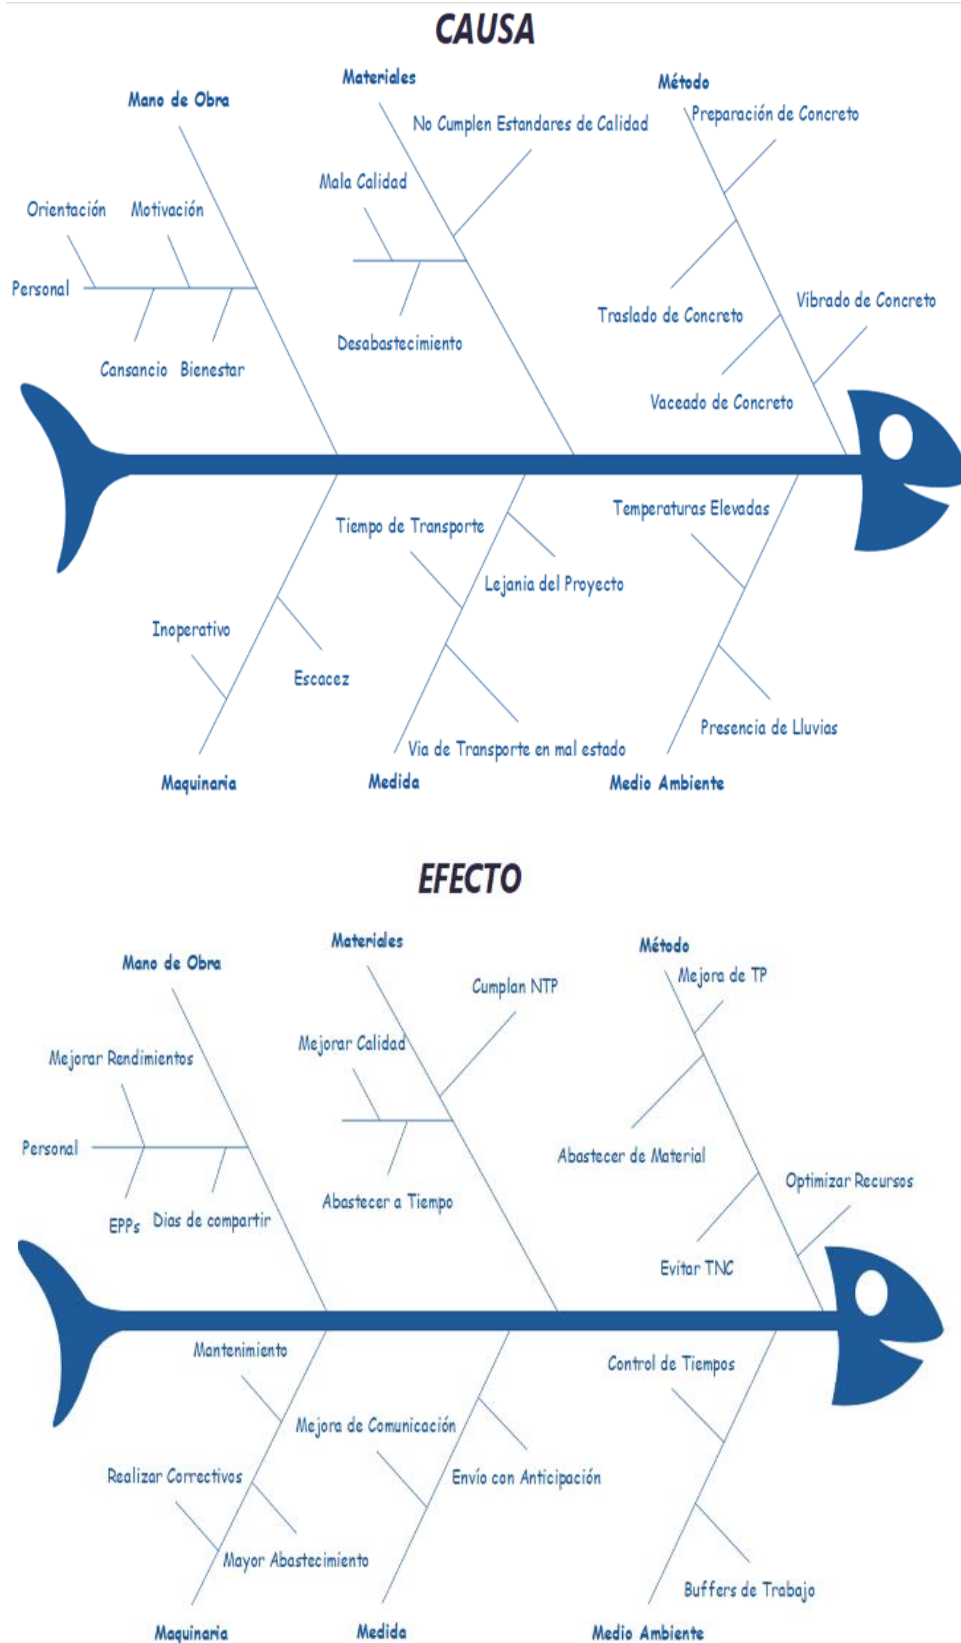 CAUSA
Materiales
Método
Mano de Obra
Preparación de Concreto
No Cumplen Estandares de Calidad
Mala Calidad
Orientación
Motivación
Personal
Vibrado de Concreto
Traslado de Concreto
Desabastecimiento
Cansancio
Bienestar
Vaceado de Concreto
Temperaturas Elevadas
Tiempo de Transporte
Lejania del Proyecto
Inoperativo
Escacez
Presencia de Lluvias
Via de Transporte en mal estado
Maquinaria
Medida
Medio Ambiente
EFECTO
Materiales
Método
Mano de Obra
Mejora de TP
Cumplan NTP
Mejorar Calidad
Mejorar Rendimientos
Personal
Abastecer de Material
Optimizar Recursos
Abastecer a Tiempo
EPPs
Dias de compartir
Evitar TNC
Mantenimiento
Control de Tiempos
Mejora de Comunicación
Realizar Correctivos
Envío con Anticipación
Mayor Abastecimiento
Buffers de Trabajo
Maquinaria
Medida
Medio Ambiente